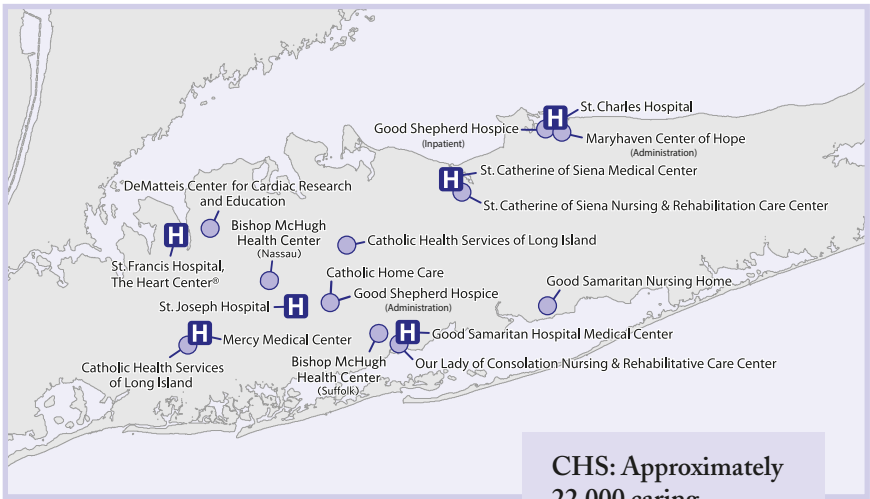 H
St. Charles Hospital
Good Shepherd Hospice
(Inpatient)
Maryhaven Center of Hope
(Administration)
H
St. Catherine of Siena Medical Center
St. Catherine of Siena Nursing & Rehabilitation Care Center
DeMatteis Center for Cardiac Research
and Education
H
St. Francis Hospital,
The Heart Center®
Bishop McHugh
Health Center
(Nassau)
Catholic Health Services of Long Island
Catholic Home Care
Good Shepherd Hospice
(Administration)
Good Samaritan Nursing Home
St. Joseph Hospital
H
H
Mercy Medical Center
Catholic Health Services
of Long Island
H
Good Samaritan Hospital Medical Center
Bishop McHugh
Health Center
(Suffolk)
Our Lady of Consolation Nursing & Rehabilitative Care Center
CHS: Approximately
22,000 caring